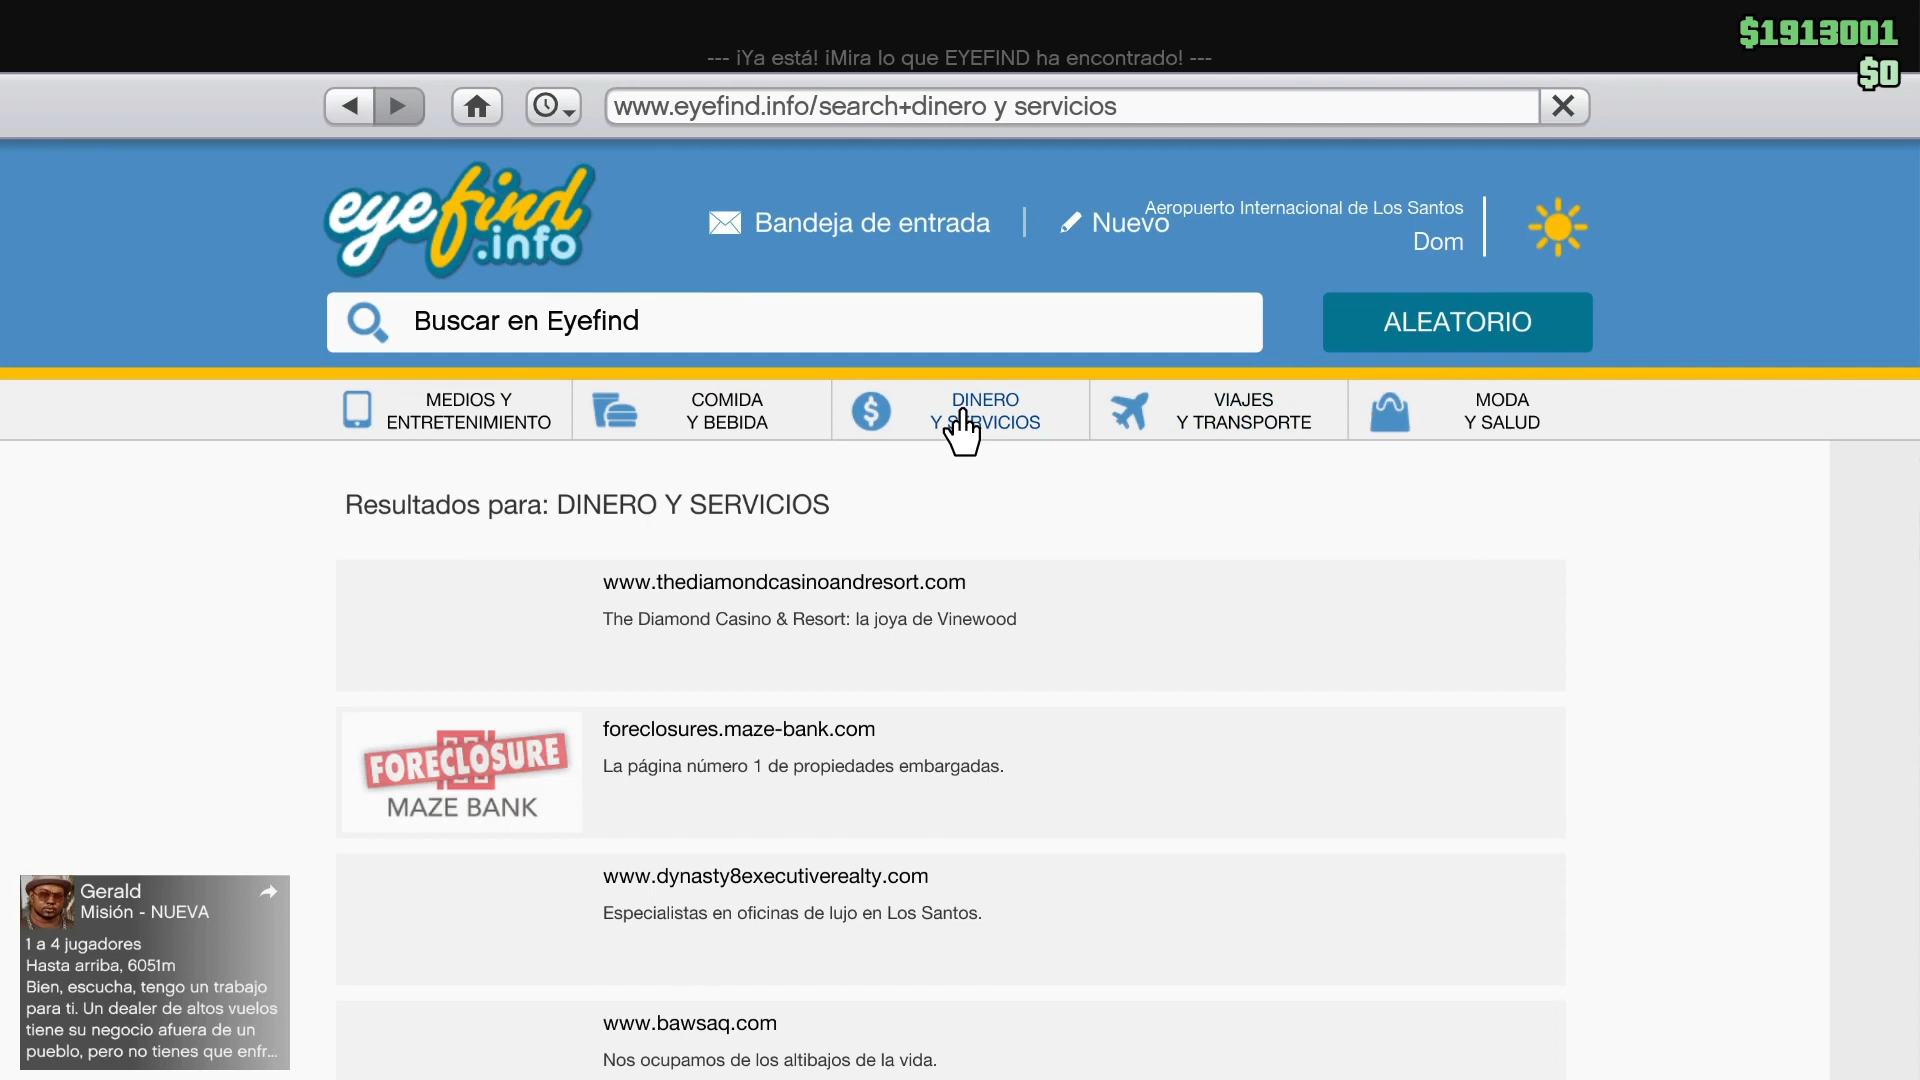 $1913001
--- ¡Ya está! ¡Mira lo que EYEFIND ha encontrado! ---
$0
www.eyefind.info/search+dinero y servicios
eyefind
.info
Bandeja de entrada
Nuevo
Aeropuerto Internacional de Los Santos
Dom
Buscar en Eyefind
ALEATORIO
MEDIOS Y
ENTRETENIMIENTO
COMIDA
Y BEBIDA
DINERO
Y SERVICIOS
VIAJES
Y TRANSPORTE
MODA
Y SALUD
Resultados para: DINERO Y SERVICIOS
www.thediamondcasinoandresort.com
The Diamond Casino & Resort: la joya de Vinewood
FORECLOSURE
MAZE BANK
foreclosures.maze-bank.com
La página número 1 de propiedades embargadas.
www.dynasty8executiverealty.com
Especialistas en oficinas de lujo en Los Santos.
www.bawsaq.com
Nos ocupamos de los altibajos de la vida.
Gerald
Misión - NUEVA
1 a 4 jugadores
Hasta arriba, 6051m
Bien, escucha, tengo un trabajo
para ti. Un dealer de altos vuelos
tiene su negocio afuera de un
pueblo, pero no tienes que enfr...